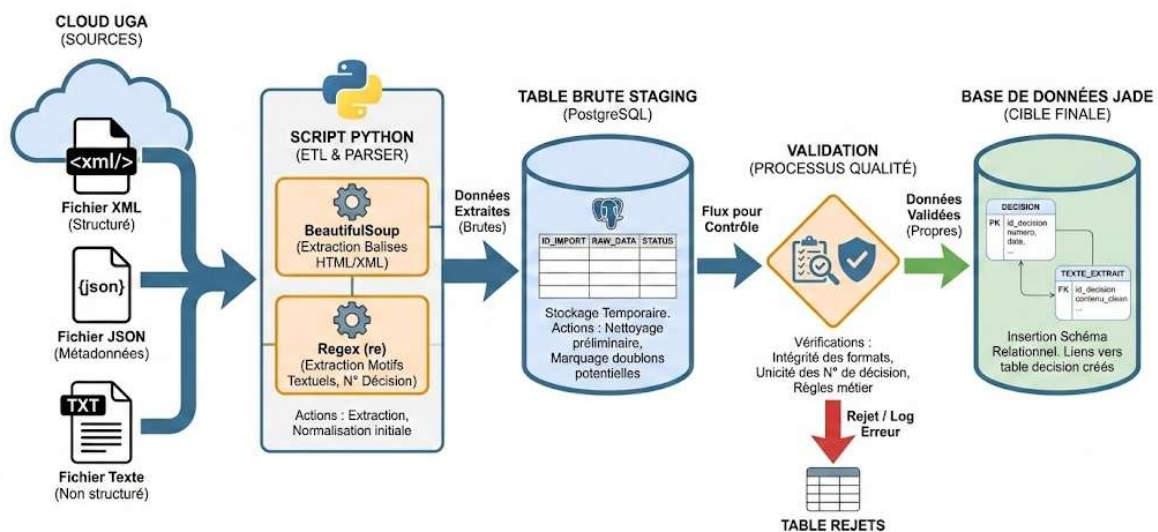 CLOUD UGA
(SOURCES)
<xml/>
Fichier XML
(Structuré)
{json}
Fichier JSON
(Métadonnées)
TXT
Fichier Texte
(Non structuré)
SCRIPT PYTHON
(ETL & PARSER)
BeautifulSoup
(Extraction Balises
HTML/XML)
Regex (re)
(Extraction Motifs
Textuels, N° Décision)
Actions : Extraction,
Normalisation initiale
Données
Extraites
(Brutes)
TABLE BRUTE STAGING
(PostgreSQL)
ID_IMPORT RAW_DATA STATUS
Stockage Temporaire.
Actions : Nettoyage
préliminaire,
Marquage doublons
potentielles
Flux pour
Contrôle
VALIDATION
(PROCESSUS QUALITÉ)
Vérifications :
Intégrité des formats,
Unicité des N° de décision,
Règles métier
Rejet / Log
Erreur
TABLE REJETS
Données
Validées
(Propres)
BASE DE DONNÉES JADE
(CIBLE FINALE)
DECISION
PK id_decision
numero,
date,
...
TEXTE_EXTRAIT
FK id_decision
contenu_clean
...
Insertion Schéma
Relationnel. Liens vers
table decision créés